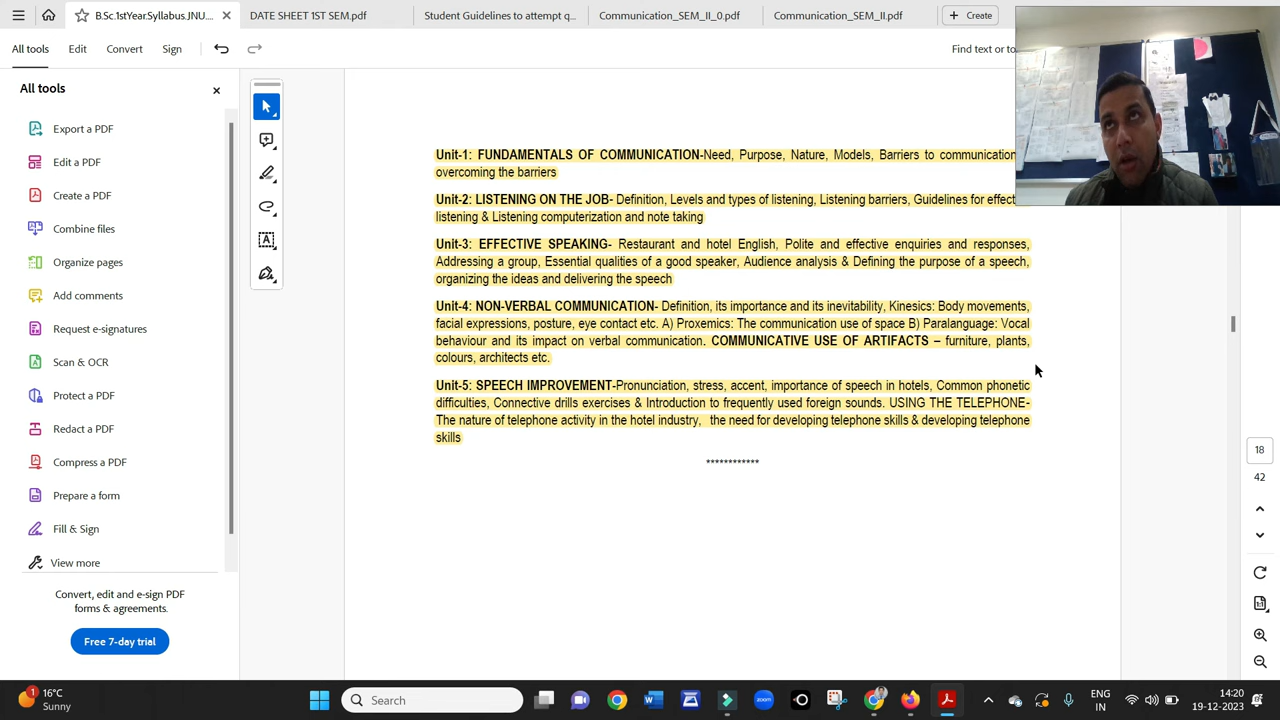 B.Sc.1stYear.Syllabus.JNU...
DATE SHEET 1ST SEM.pdf
Student Guidelines to attempt q...
Communication_SEM_II_0.pdf
Communication_SEM_II.pdf
Create
All tools
Edit
Convert
Sign
Find text or to
All tools
Export a PDF
Edit a PDF
Create a PDF
Combine files
Organize pages
Add comments
Request e-signatures
Scan & OCR
Protect a PDF
Redact a PDF
Compress a PDF
Prepare a form
Fill & Sign
View more
Convert, edit and e-sign PDF
forms & agreements.
Free 7-day trial
Unit-1: FUNDAMENTALS OF COMMUNICATION-Need, Purpose, Nature, Models, Barriers to communication
overcoming the barriers
Unit-2: LISTENING ON THE JOB- Definition, Levels and types of listening, Listening barriers, Guidelines for effect
listening & Listening computerization and note taking
Unit-3: EFFECTIVE SPEAKING- Restaurant and hotel English, Polite and effective enquiries and responses,
Addressing a group, Essential qualities of a good speaker, Audience analysis & Defining the purpose of a speech,
organizing the ideas and delivering the speech
Unit-4: NON-VERBAL COMMUNICATION- Definition, its importance and its inevitability, Kinesics: Body movements,
facial expressions, posture, eye contact etc. A) Proxemics: The communication use of space B) Paralanguage: Vocal
behaviour and its impact on verbal communication. COMMUNICATIVE USE OF ARTIFACTS – furniture, plants,
colours, architects etc.
Unit-5: SPEECH IMPROVEMENT-Pronunciation, stress, accent, importance of speech in hotels, Common phonetic
difficulties, Connective drills exercises & Introduction to frequently used foreign sounds. USING THE TELEPHONE-
The nature of telephone activity in the hotel industry, the need for developing telephone skills & developing telephone
skills
************
18
42
1
16°C
Sunny
Search
ENG
IN
14:20
19-12-2023